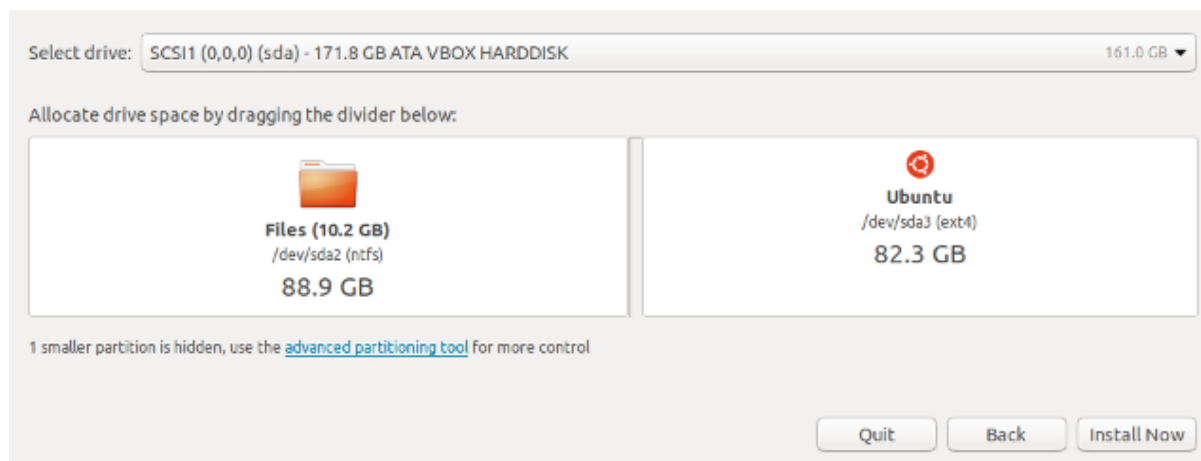 Select drive: SCSI1 (0,0,0) (sda) - 171.8 GB ATA VBOX HARDDISK 161.0 GB
Allocate drive space by dragging the divider below:
Files (10.2 GB)
/dev/sda2 (ntfs)
88.9 GB
Ubuntu
/dev/sda3 (ext4)
82.3 GB
1 smaller partition is hidden, use the advanced partitioning tool for more control
Quit
Back
Install Now